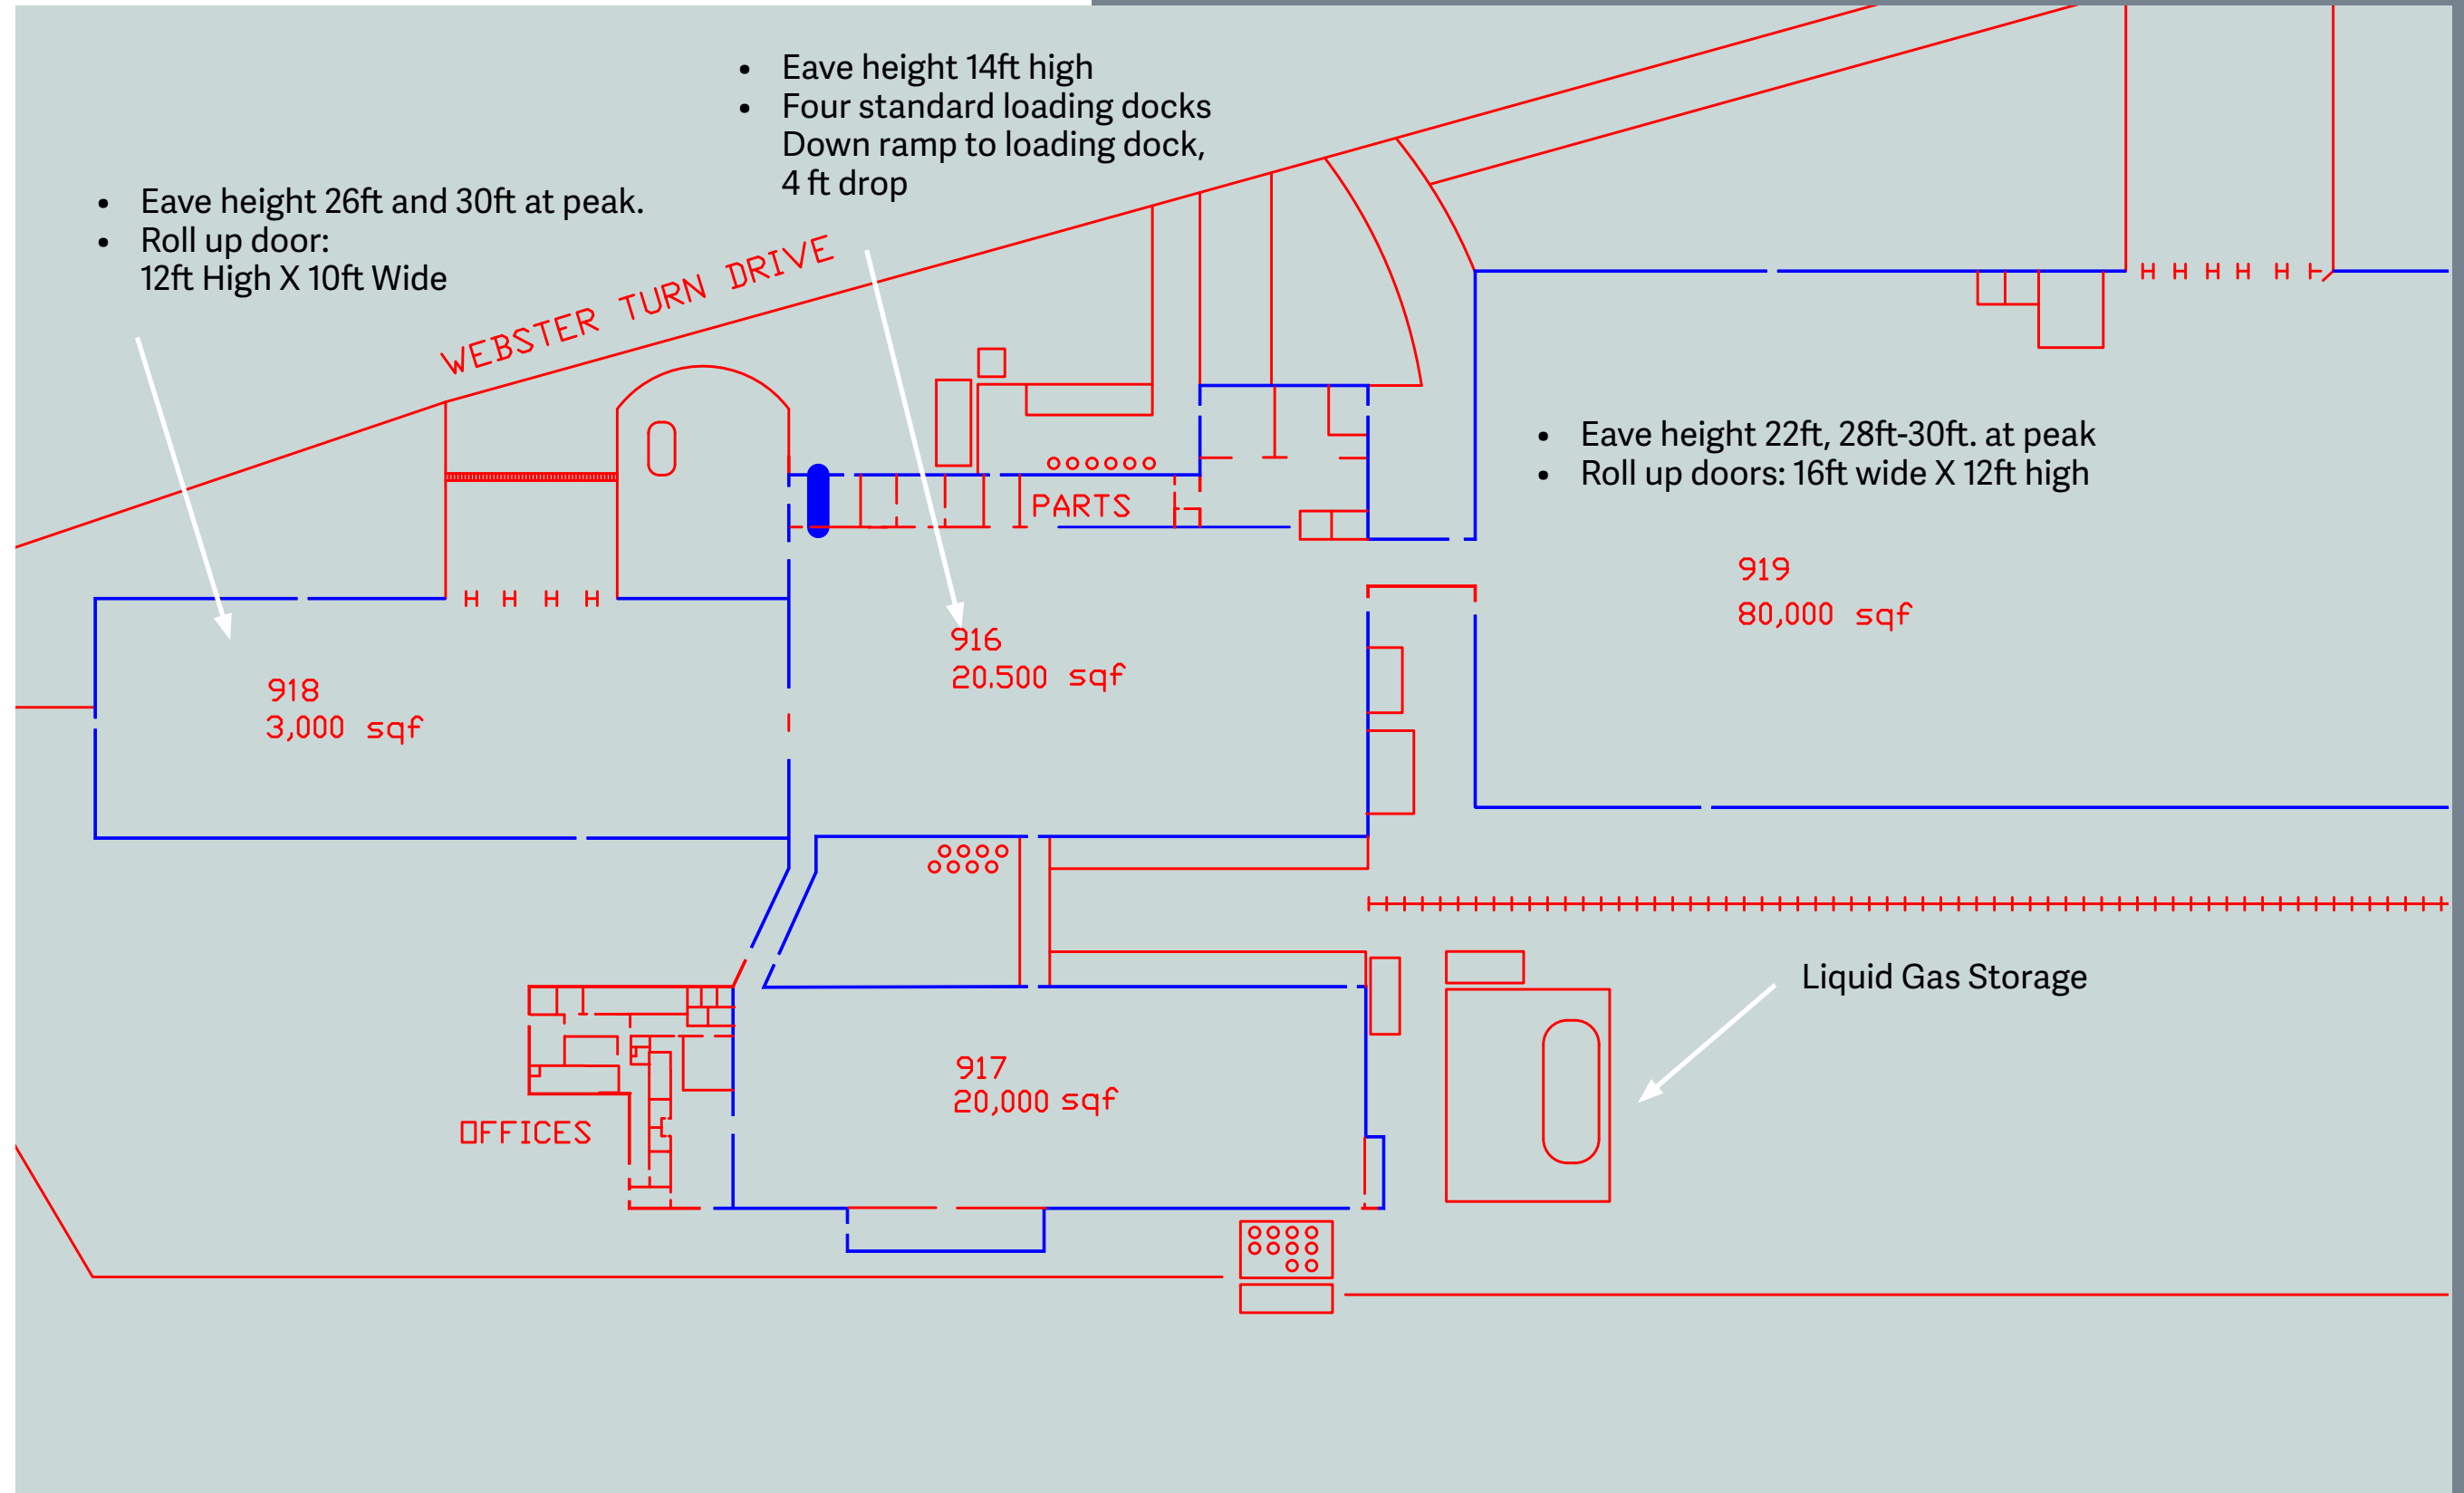 • Eave height 14ft high
• Four standard loading docks
Down ramp to loading dock,
4 ft drop
• Eave height 26ft and 30ft at peak.
• Roll up door:
12ft High X 10ft Wide
WEBSTER TURN DRIVE
• Eave height 22ft, 28ft-30ft. at peak
• Roll up doors: 16ft wide X 12ft high
PARTS
919
80,000 sqf
916
20.500 sqf
918
3,000 sqf
Liquid Gas Storage
917
20,000 sqf
OFFICES